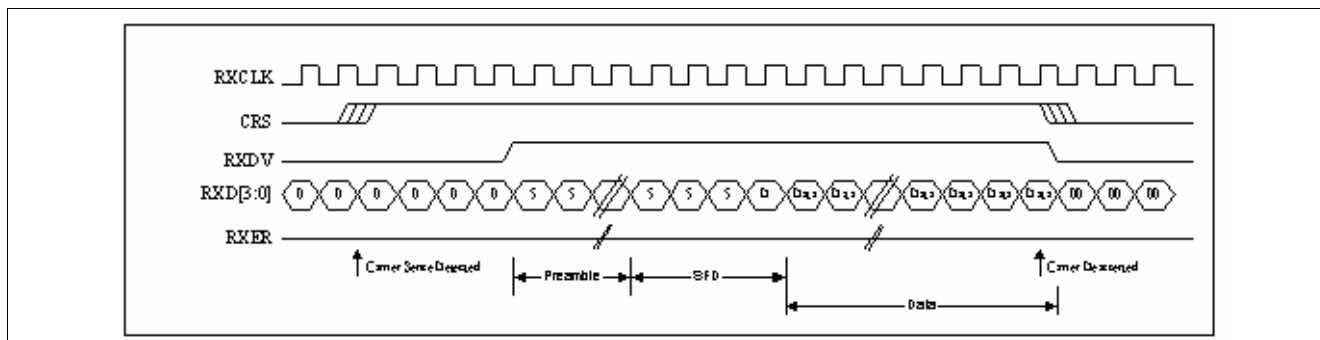 RXCLK
CRS
RXDV
RXD[3:0] 0 0 0 0 0 0 5 5 5 5 5 00 00 00
RXER
Carrier Sense Detected
Preamble
SFD
Carrier Deasserted
Data